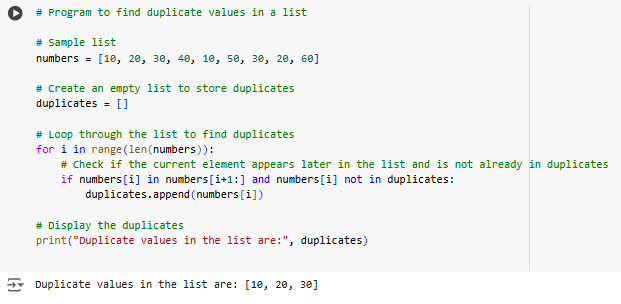 # Program to find duplicate values in a list
# Sample list
numbers = [10, 20, 30, 40, 10, 50, 30, 20, 60]
# Create an empty list to store duplicates
duplicates = []
# Loop through the list to find duplicates
for i in range(len(numbers)):
    # Check if the current element appears later in the list and is not already in duplicates
    if numbers[i] in numbers[i+1:] and numbers[i] not in duplicates:
        duplicates.append(numbers[i])
# Display the duplicates
print("Duplicate values in the list are:", duplicates)
Duplicate values in the list are: [10, 20, 30]